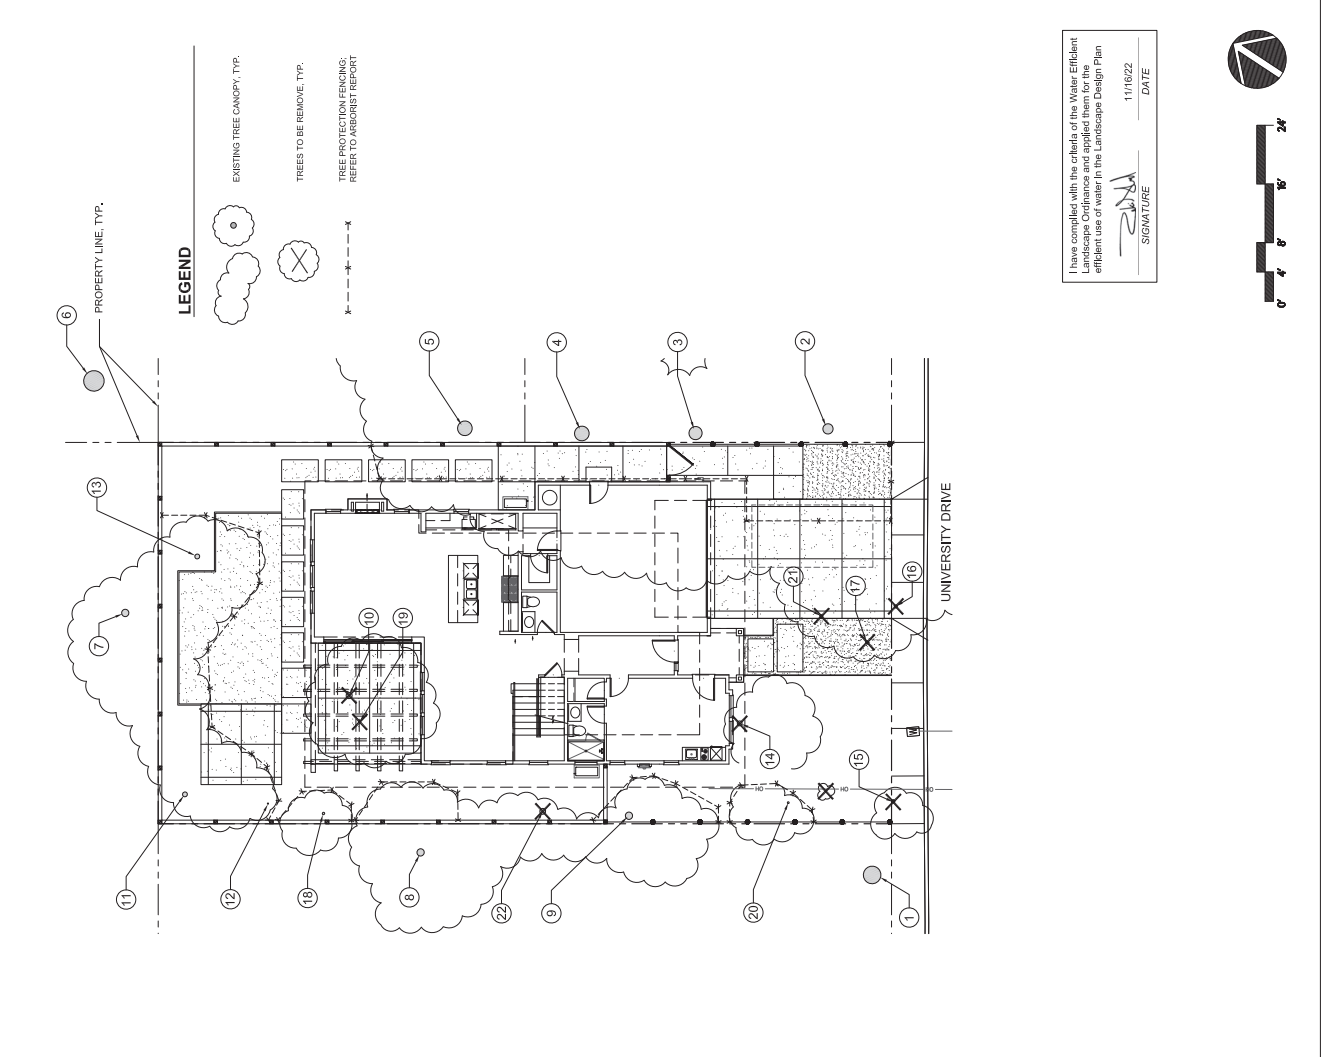 LEGEND
EXISTING TREE CANOPY, TYP.
TREES TO BE REMOVE, TYP.
TREE PROTECTION FENCING;
REFER TO ARBORIST REPORT
PROPERTY LINE, TYP.
6
5
4
3
2
13
7
10
19
21
17
16
14
15
11
12
18
8
22
9
20
1
UNIVERSITY DRIVE
W
HO
HO
HO
I have complied with the criteria of the Water Efficient
Landscape Ordinance and applied them for the
efficient use of water in the Landscape Design Plan
11/16/22
SIGNATURE
DATE
0'
4'
8'
16'
24'